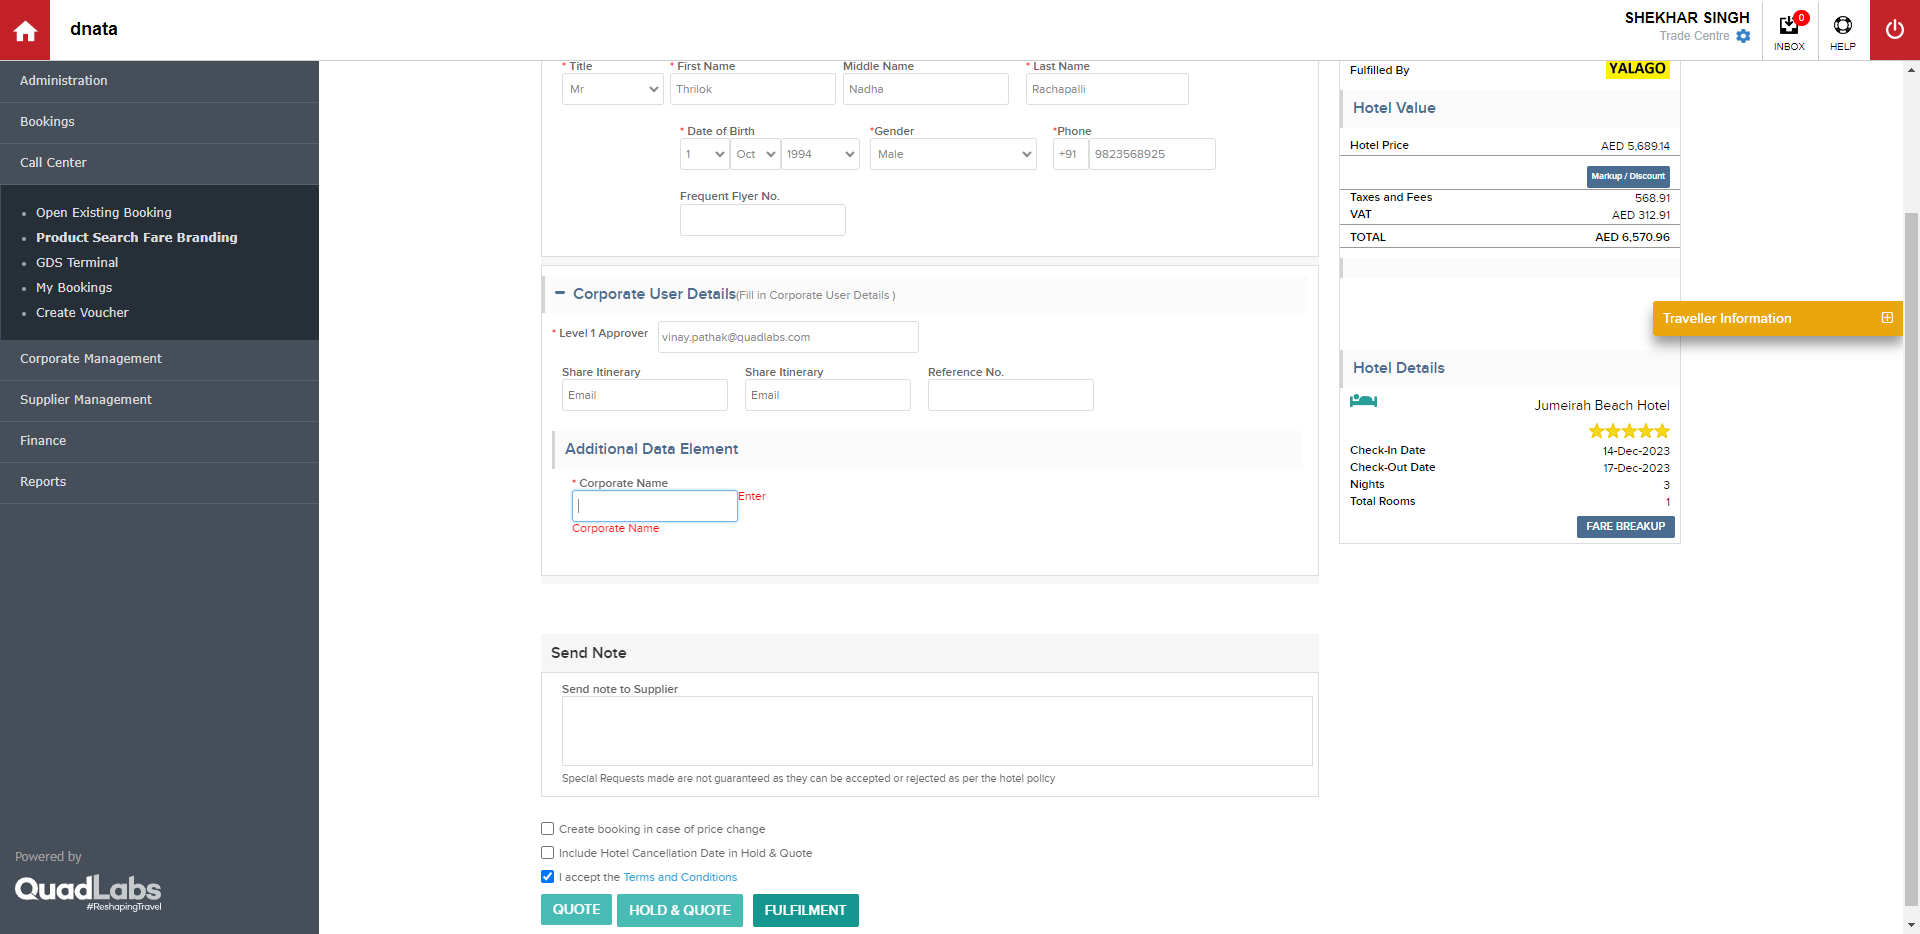 dnata
SHEKHAR SINGH
Trade Centre
0
INBOX
HELP
Administration
Bookings
Call Center
Open Existing Booking
Product Search Fare Branding
GDS Terminal
My Bookings
Create Voucher
Corporate Management
Supplier Management
Finance
Reports
Powered by
QuadLabs
#ReshapingTravel
* Title * First Name Middle Name * Last Name
Mr Thrilok Nadha Rachapalli
* Date of Birth *Gender *Phone
1 Oct 1994 Male +91 9823568925
Frequent Flyer No.
Corporate User Details(Fill in Corporate User Details )
* Level 1 Approver vinay.pathak@quadlabs.com
Share Itinerary Share Itinerary Reference No.
Email Email
Additional Data Element
* Corporate Name
Enter
Corporate Name
Send Note
Send note to Supplier
Special Requests made are not guaranteed as they can be accepted or rejected as per the hotel policy
Create booking in case of price change
Include Hotel Cancellation Date in Hold & Quote
I accept the Terms and Conditions
QUOTE HOLD & QUOTE FULFILMENT
Fulfilled By YALAGO
Hotel Value
Hotel Price AED 5,689.14
Markup / Discount
Taxes and Fees 568.91
VAT AED 312.91
TOTAL AED 6,570.96
Traveller Information
Hotel Details
Jumeirah Beach Hotel
Check-In Date 14-Dec-2023
Check-Out Date 17-Dec-2023
Nights 3
Total Rooms 1
FARE BREAKUP